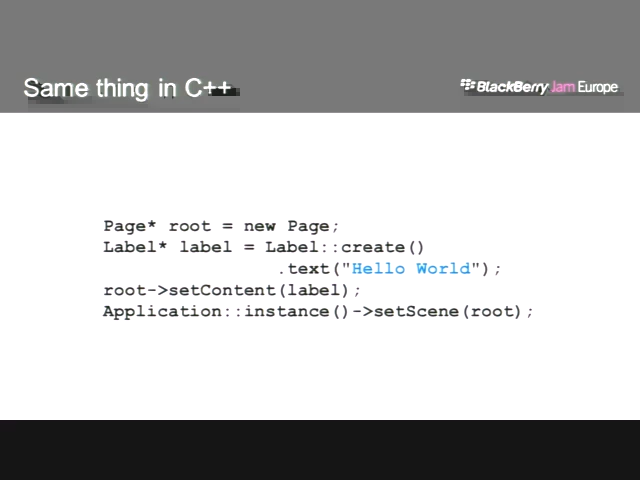 Same thing in C++
BlackBerry Jam Europe
Page* root = new Page;
Label* label = Label::create()
.text("Hello World");
root->setContent(label);
Application::instance()->setScene(root);